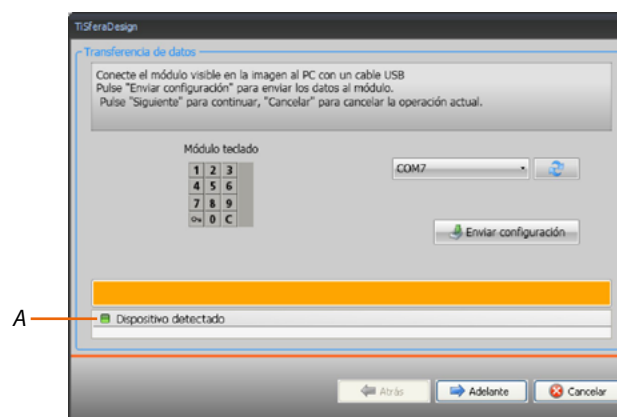 TiSferaDesign
Transferencia de datos
Conecte el módulo visible en la imagen al PC con un cable USB
Pulse "Enviar configuración" para enviar los datos al módulo.
Pulse "Siguiente" para continuar, "Cancelar" para cancelar la operación actual.
Módulo teclado
1 2 3
4 5 6
7 8 9
0 C
COM7
Enviar configuración
A
Dispositivo detectado
Atrás
Adelante
Cancelar